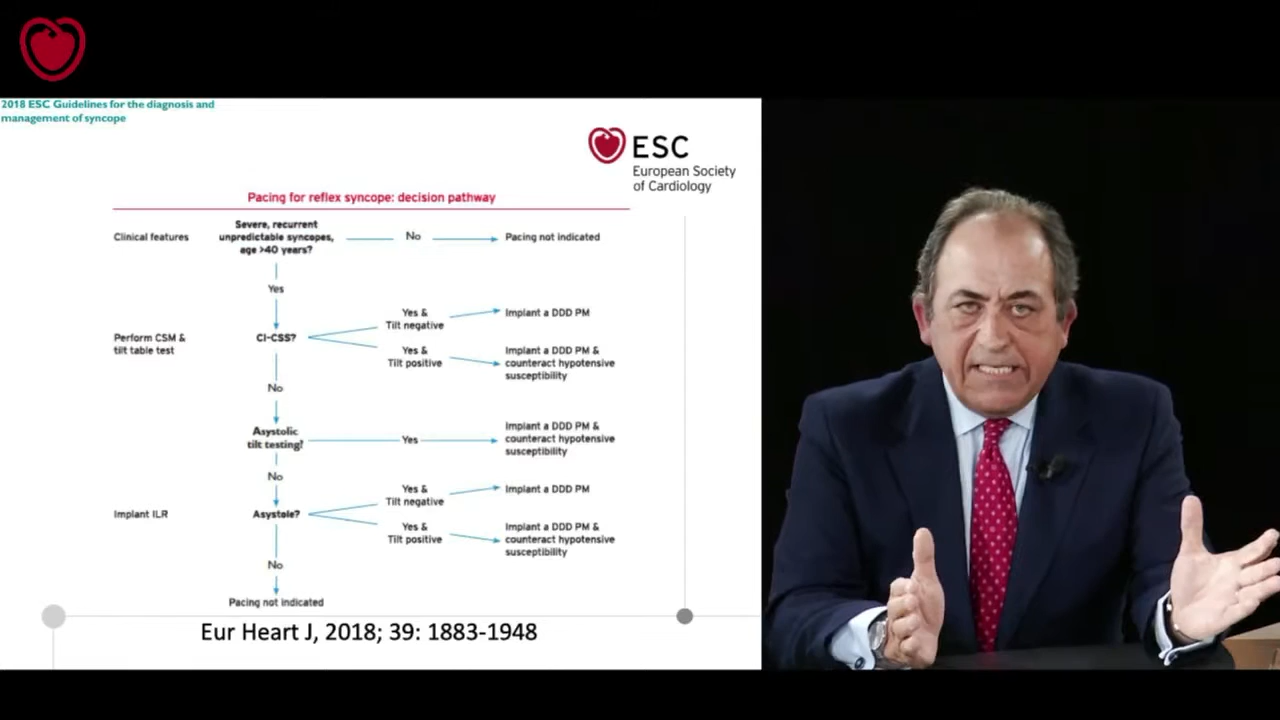 2018 ESC Guidelines for the diagnosis and
management of syncope
ESC
European Society
of Cardiology
Pacing for reflex syncope: decision pathway
Clinical features
Severe, recurrent
unpredictable syncopes,
age >40 years?
No
Pacing not indicated
Yes
Perform CSM &
tilt table test
CI-CSS?
Yes &
Tilt negative
Implant a DDD PM
Yes &
Tilt positive
Implant a DDD PM &
counteract hypotensive
susceptibility
No
Asystolic
tilt testing?
Yes
Implant a DDD PM &
counteract hypotensive
susceptibility
No
Implant ILR
Asystole?
Yes &
Tilt negative
Implant a DDD PM
Yes &
Tilt positive
Implant a DDD PM &
counteract hypotensive
susceptibility
No
Pacing not indicated
Eur Heart J, 2018; 39: 1883-1948